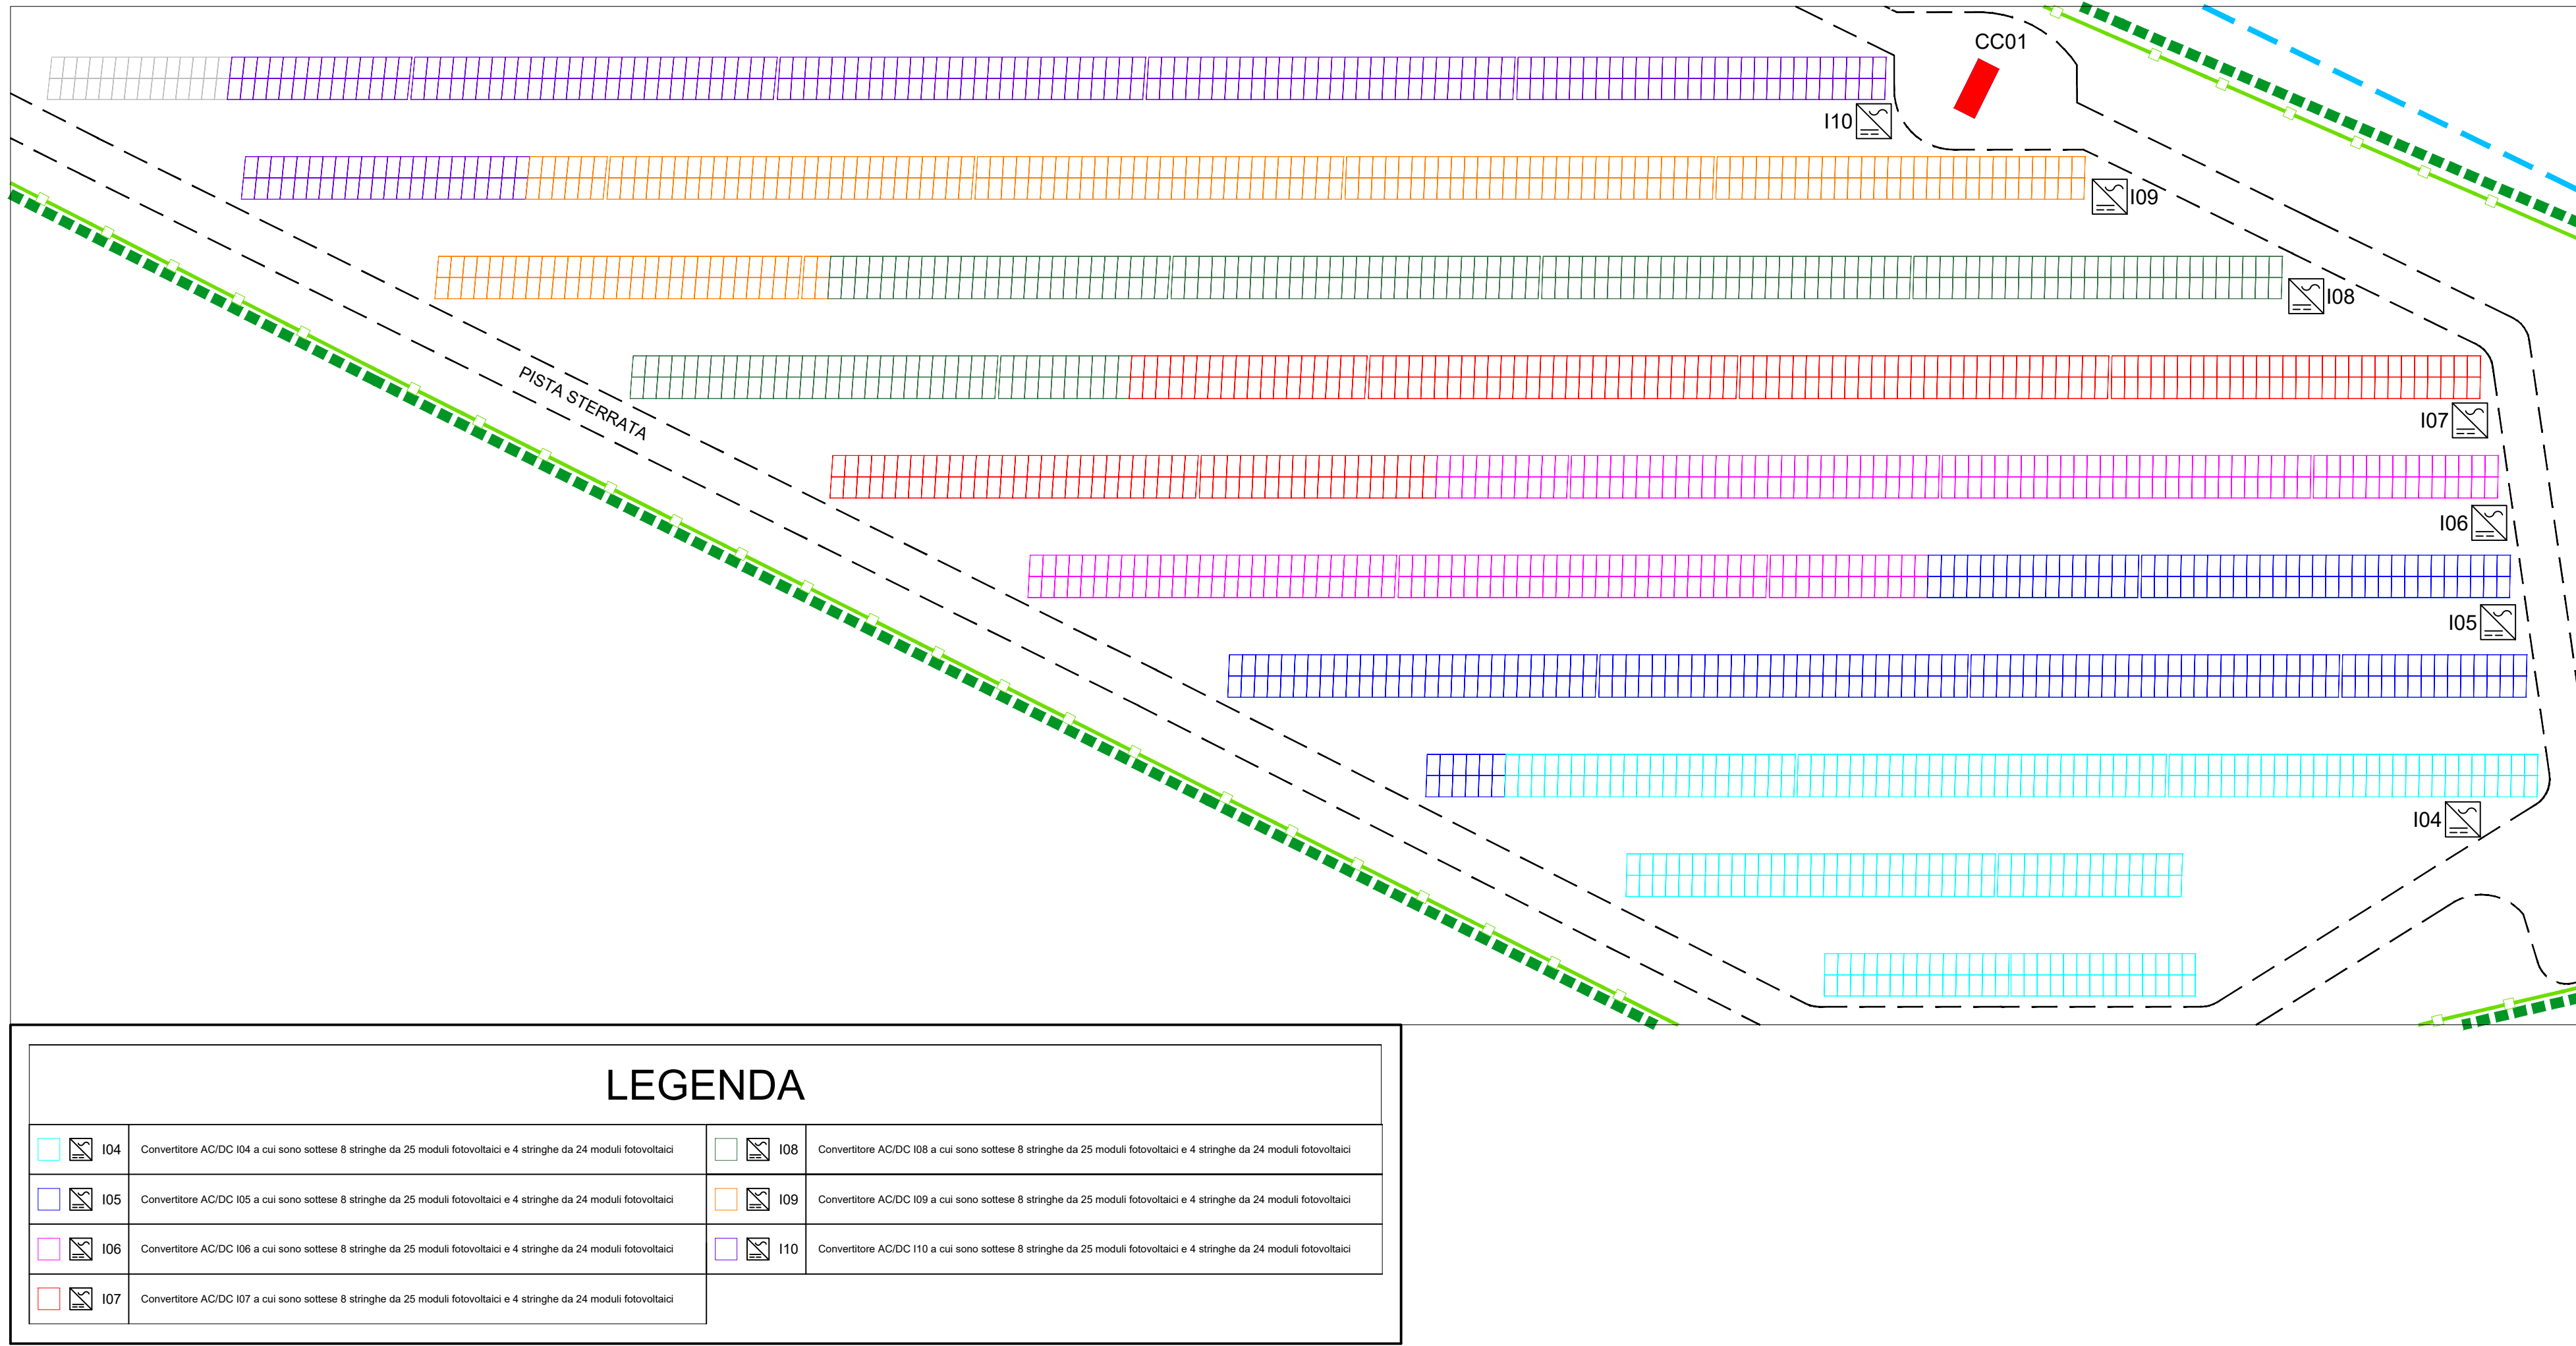 CC01
I10
I09
I08
PISTA STERRATA
I07
I06
I05
I04
LEGENDA
I04 Convertitore AC/DC I04 a cui sono sottese 8 stringhe da 25 moduli fotovoltaici e 4 stringhe da 24 moduli fotovoltaici
I08 Convertitore AC/DC I08 a cui sono sottese 8 stringhe da 25 moduli fotovoltaici e 4 stringhe da 24 moduli fotovoltaici
I05 Convertitore AC/DC I05 a cui sono sottese 8 stringhe da 25 moduli fotovoltaici e 4 stringhe da 24 moduli fotovoltaici
I09 Convertitore AC/DC I09 a cui sono sottese 8 stringhe da 25 moduli fotovoltaici e 4 stringhe da 24 moduli fotovoltaici
I06 Convertitore AC/DC I06 a cui sono sottese 8 stringhe da 25 moduli fotovoltaici e 4 stringhe da 24 moduli fotovoltaici
I10 Convertitore AC/DC I10 a cui sono sottese 8 stringhe da 25 moduli fotovoltaici e 4 stringhe da 24 moduli fotovoltaici
I07 Convertitore AC/DC I07 a cui sono sottese 8 stringhe da 25 moduli fotovoltaici e 4 stringhe da 24 moduli fotovoltaici